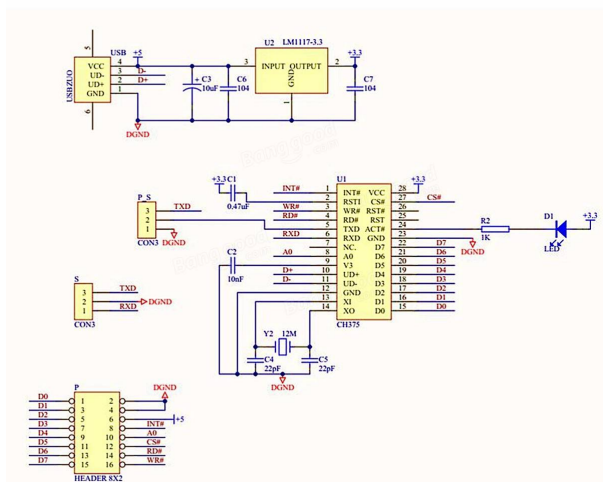 5
USB
+5
U2
LM1117-3.3
+3.3
VCC 4
UD- 3 D-
UD+ 2 D+
GND 1
USBZUO
6
3 INPUT OUTPUT 2
GND
1
C3
10uF
C6
104
C7
104
DGND
+3.3 C1
0.47uF
U1
+3.3
P_S
3 TXD
2
1
CON3
DGND
INT# 1 INT# VCC 28
2 RST1 CS# 27 CS#
WR# 3 WR# RST# 26
RD# 4 RD# RST 25
5 TXD ACT# 24
RXD 6 RXD GND 23
7 NC. D7 22 D7
A0 8 A0 D6 21 D6
9 V3 D5 20 D5
D+ 10 UD+ D4 19 D4
D- 11 UD- D3 18 D3
12 GND D2 17 D2
13 XI D1 16 D1
14 XO D0 15 D0
CH375
R2
1K
D1
LED
+3.3
DGND
C2
10nF
S
3 TXD
2 DGND
1 RXD
CON3
Y2 12M
C4
22pF
C5
22pF
DGND
P
DGND
D0 1 2
D1 3 4
D2 5 6 +5
D3 7 8 INT#
D4 9 10 A0
D5 11 12 CS#
D6 13 14 RD#
D7 15 16 WR#
HEADER 8X2